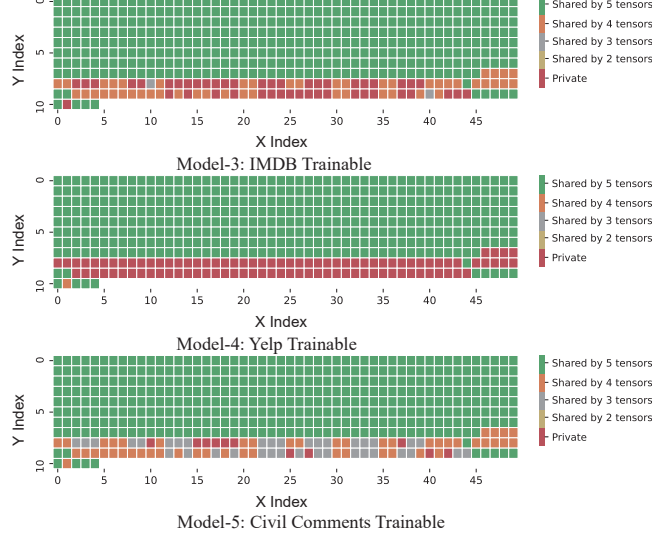 0
5
10
Y Index
0 5 10 15 20 25 30 35 40 45
X Index
Shared by 5 tensors
Shared by 4 tensors
Shared by 3 tensors
Shared by 2 tensors
Private
Model-3: IMDB Trainable
0
5
10
Y Index
0 5 10 15 20 25 30 35 40 45
X Index
Shared by 5 tensors
Shared by 4 tensors
Shared by 3 tensors
Shared by 2 tensors
Private
Model-4: Yelp Trainable
0
5
10
Y Index
0 5 10 15 20 25 30 35 40 45
X Index
Shared by 5 tensors
Shared by 4 tensors
Shared by 3 tensors
Shared by 2 tensors
Private
Model-5: Civil Comments Trainable